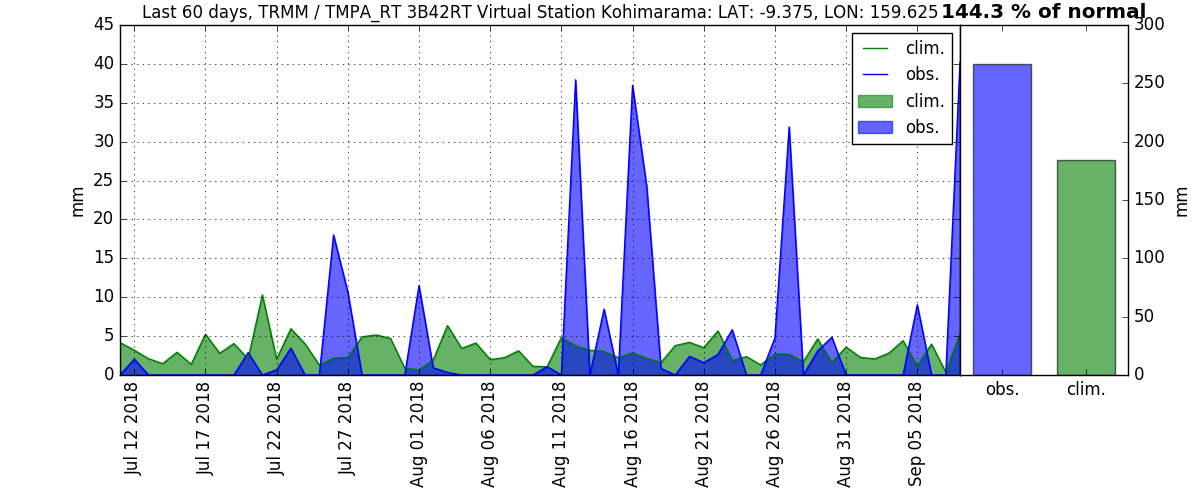 Last 60 days, TRMM / TMPA_RT 3B42RT Virtual Station Kohimarama: LAT: -9.375, LON: 159.625 144.3 % of normal
45
40
35
30
25
20
15
10
5
0
mm
clim.
obs.
clim.
obs.
300
250
200
150
100
50
0
mm
obs. clim.
Jul 12 2018
Jul 17 2018
Jul 22 2018
Jul 27 2018
Aug 01 2018
Aug 06 2018
Aug 11 2018
Aug 16 2018
Aug 21 2018
Aug 26 2018
Aug 31 2018
Sep 05 2018